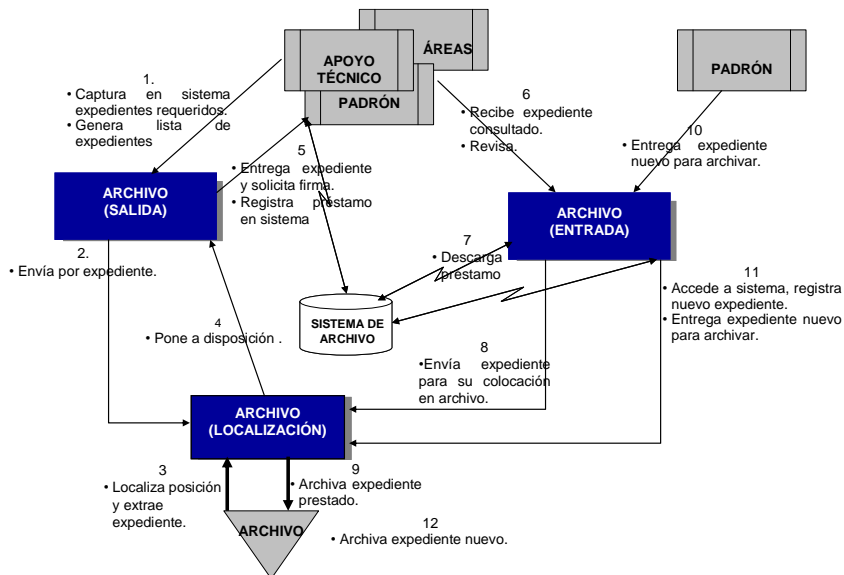 ÁREAS
APOYO
TÉCNICO
PADRÓN
PADRÓN
1.
• Captura en sistema
expedientes requeridos.
• Genera lista de
expedientes
6
• Recibe expediente
consultado.
• Revisa.
10
• Entrega expediente
nuevo para archivar.
5
• Entrega expediente
y solicita firma.
• Registra préstamo
en sistema
ARCHIVO
(SALIDA)
ARCHIVO
(ENTRADA)
2.
• Envía por expediente.
7
• Descarga
préstamo
11
• Accede a sistema, registra
nuevo expediente.
• Entrega expediente nuevo
para archivar.
SISTEMA DE
ARCHIVO
4
• Pone a disposición .
8
•Envía expediente
para su colocación
en archivo.
ARCHIVO
(LOCALIZACIÓN)
3
• Localiza posición
y extrae
expediente.
9
• Archiva expediente
prestado.
ARCHIVO
12
• Archiva expediente nuevo.